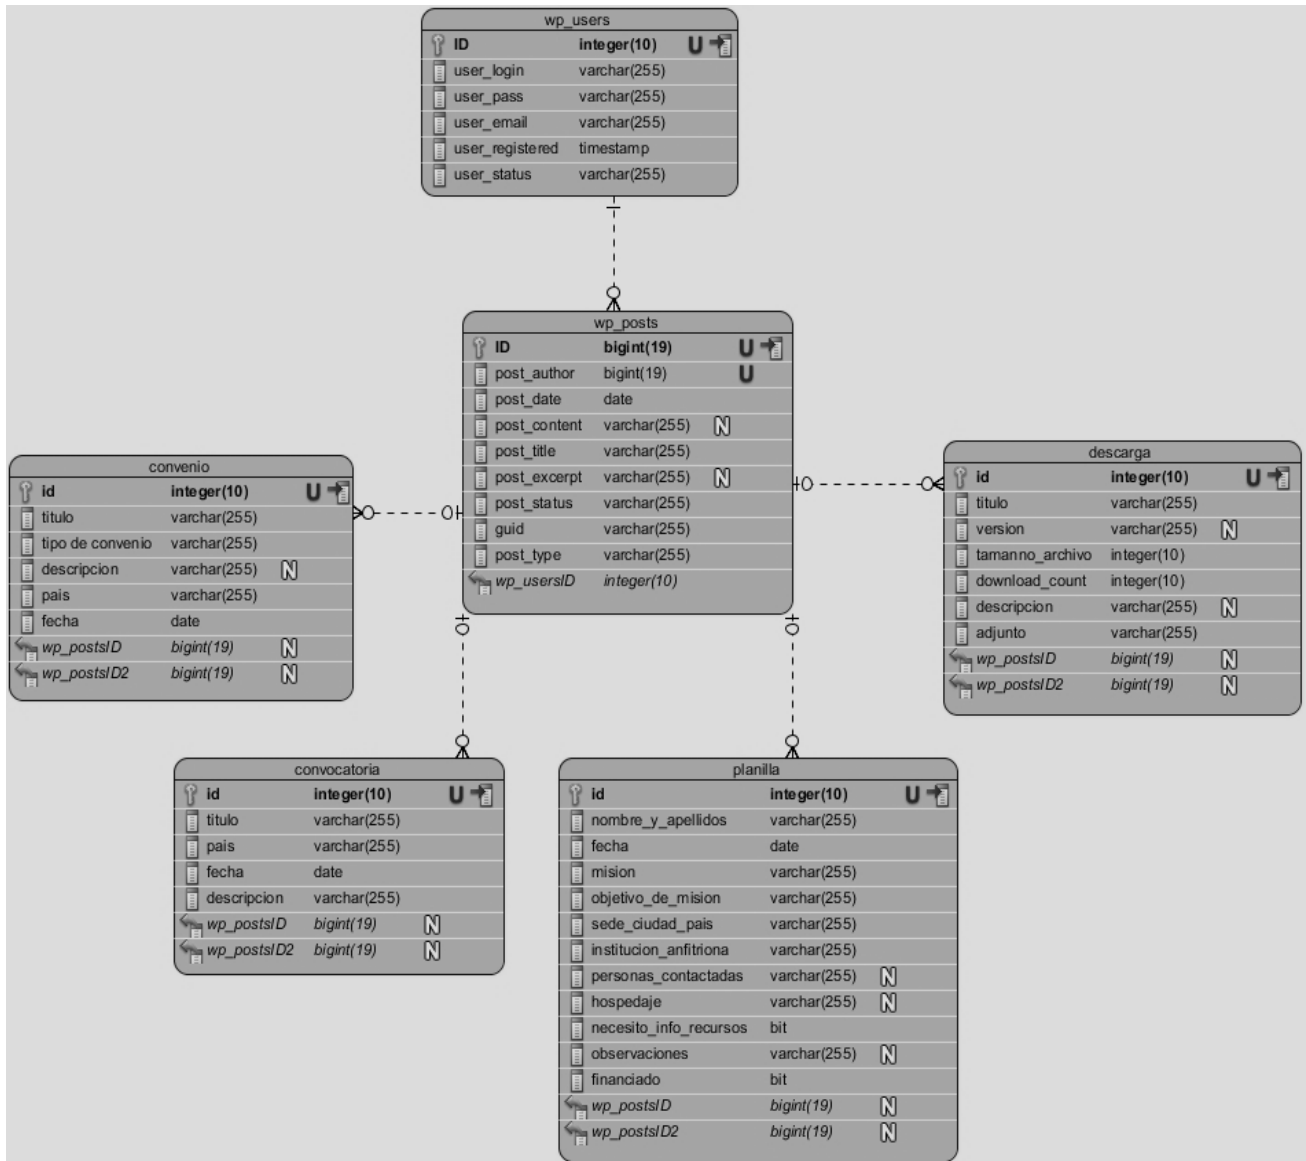 wp_users
ID integer(10) U
user_login varchar(255)
user_pass varchar(255)
user_email varchar(255)
user_registered timestamp
user_status varchar(255)
wp_posts
ID bigint(19) U
post_author bigint(19) U
post_date date
post_content varchar(255) N
post_title varchar(255)
post_excerpt varchar(255) N
post_status varchar(255)
guid varchar(255)
post_type varchar(255)
wp_usersID integer(10)
convenio
id integer(10) U
titulo varchar(255)
tipo de convenio varchar(255)
descripcion varchar(255) N
pais varchar(255)
fecha date
wp_postsID bigint(19) N
wp_postsID2 bigint(19) N
descarga
id integer(10) U
titulo varchar(255)
version varchar(255) N
tamanno_archivo integer(10)
download_count integer(10)
descripcion varchar(255) N
adjunto varchar(255)
wp_postsID bigint(19) N
wp_postsID2 bigint(19) N
convocatoria
id integer(10) U
titulo varchar(255)
pais varchar(255)
fecha date
descripcion varchar(255)
wp_postsID bigint(19) N
wp_postsID2 bigint(19) N
planilla
id integer(10) U
nombre_y_apellidos varchar(255)
fecha date
mision varchar(255)
objetivo_de_mision varchar(255)
sede_ciudad_pais varchar(255)
institucion_anfitriona varchar(255)
personas_contactadas varchar(255) N
hospedaje varchar(255) N
necesito_info_recursos bit
observaciones varchar(255) N
financiado bit
wp_postsID bigint(19) N
wp_postsID2 bigint(19) N